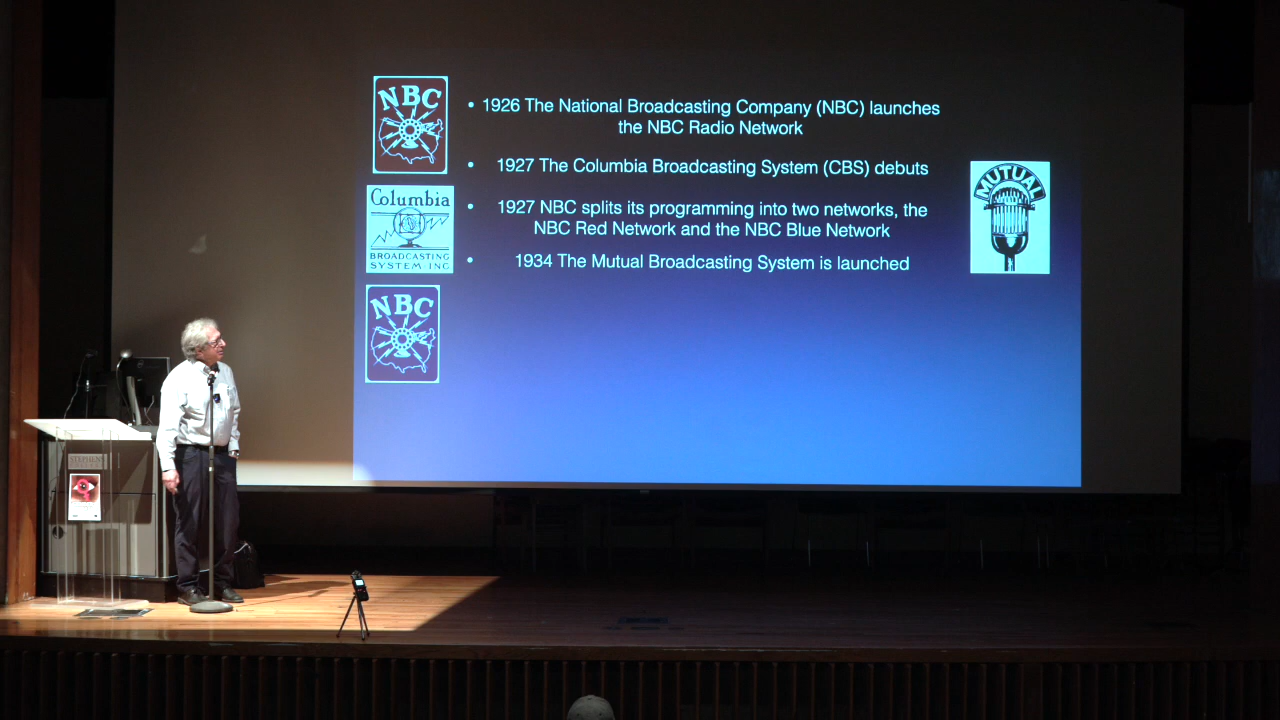 NBC
• 1926 The National Broadcasting Company (NBC) launches
the NBC Radio Network
• 1927 The Columbia Broadcasting System (CBS) debuts
MUTUAL
Columbia
BROADCASTING
SYSTEM INC
• 1927 NBC splits its programming into two networks, the
NBC Red Network and the NBC Blue Network
• 1934 The Mutual Broadcasting System is launched
NBC
STEPHENS